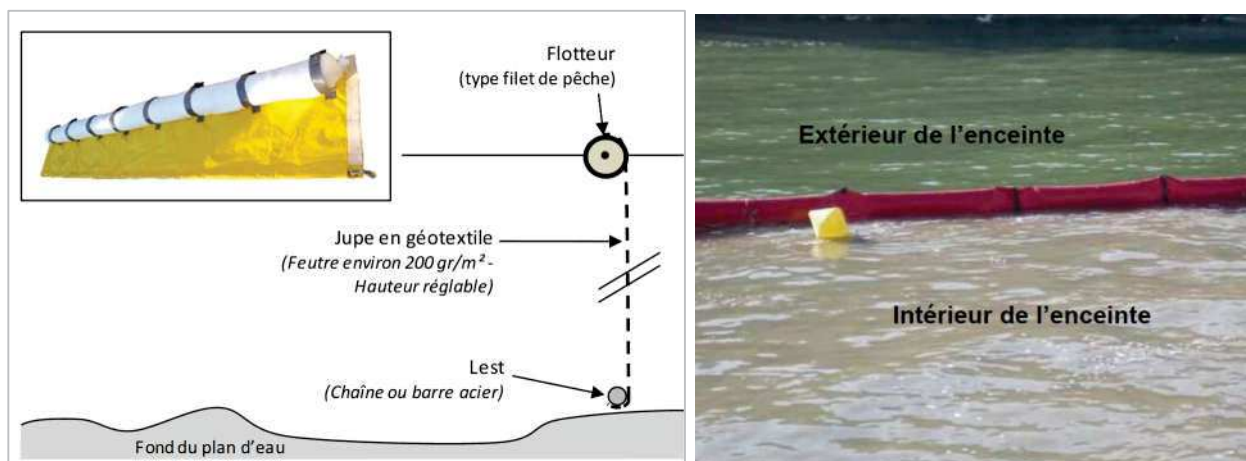 Flotteur
(type filet de pêche)
Jupe en géotextile
(Feutre environ 200 gr/m² -
Hauteur réglable)
Lest
(Chaîne ou barre acier)
Fond du plan d'eau
Extérieur de l'enceinte
Intérieur de l'enceinte